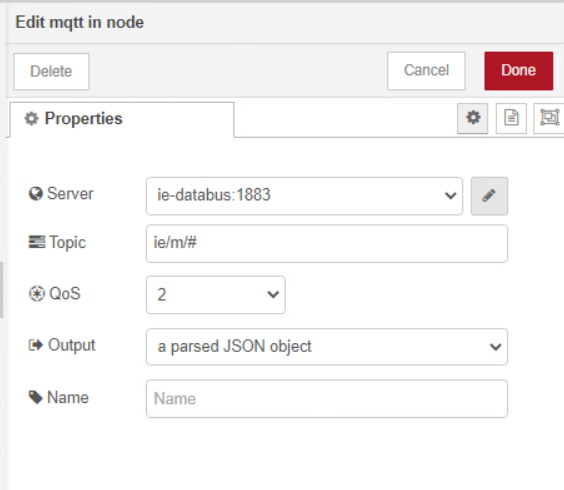 Edit mqtt in node
Delete
Cancel
Done
Properties
Server
ie-databus:1883
Topic
ie/m/#
QoS
2
Output
a parsed JSON object
Name
Name